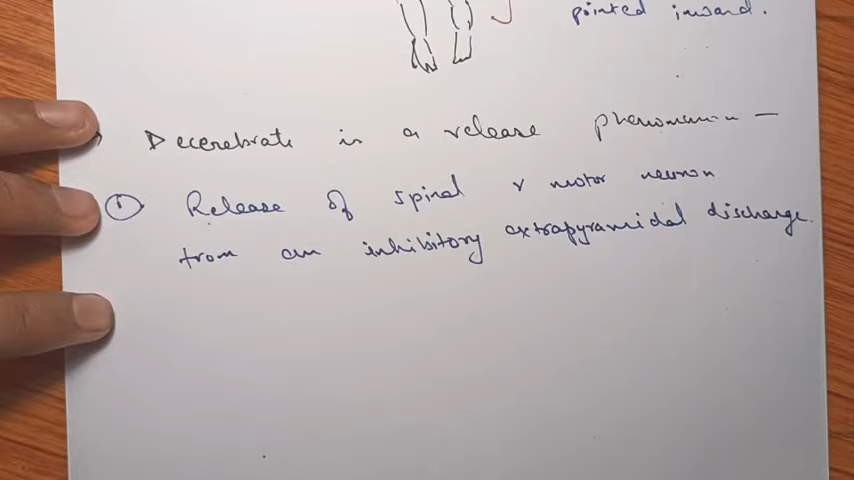 pointed inward.
Decerebrate is a release phenomenon —
① Release of spinal γ motor neuron
from an inhibitory extrapyramidal discharge.